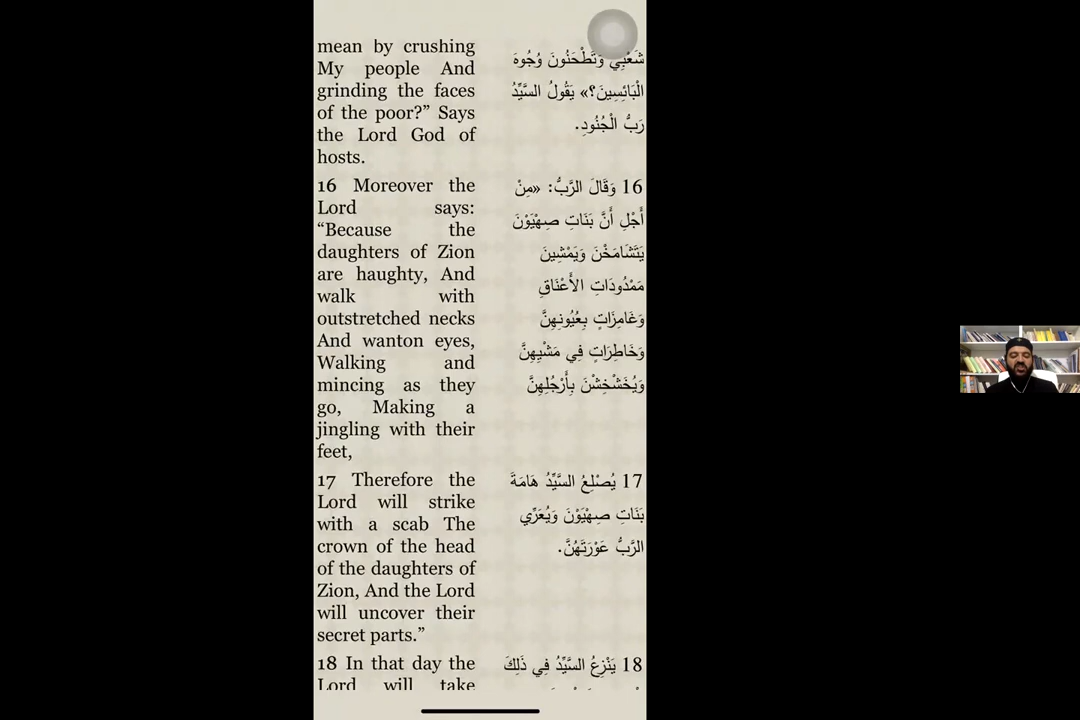 mean by crushing
My people And
grinding the faces
of the poor?” Says
the Lord God of
hosts.
16 Moreover the
Lord says:
“Because the
daughters of Zion
are haughty, And
walk with
outstretched necks
And wanton eyes,
Walking and
mincing as they
go, Making a
jingling with their
feet,
17 Therefore the
Lord will strike
with a scab The
crown of the head
of the daughters of
Zion, And the Lord
will uncover their
secret parts.”
18 In that day the
Lord will take
شَعْبِي وَتَطْحَنُونَ وُجُوهَ
الْبَائِسِينَ؟» يَقُولُ السَّيِّدُ
رَبُّ الْجُنُودِ.
16 وَقَالَ الرَّبُّ: «مِنْ
أَجْلِ أَنَّ بَنَاتِ صِهْيَوْنَ
يَتَشَامَخْنَ وَيَمْشِينَ
مَمْدُودَاتِ الأَعْنَاقِ
وَغَامِزَاتٍ بِعُيُونِهِنَّ
وَخَاطِرَاتٍ فِي مَشْيِهِنَّ
وَيُخَشْخِشْنَ بِأَرْجُلِهِنَّ
17 يُصْلِعُ السَّيِّدُ هَامَةَ
بَنَاتِ صِهْيَوْنَ وَيُعَرِّي
الرَّبُّ عَوْرَتَهُنَّ.
18 يَنْزِعُ السَّيِّدُ فِي ذَلِكَ